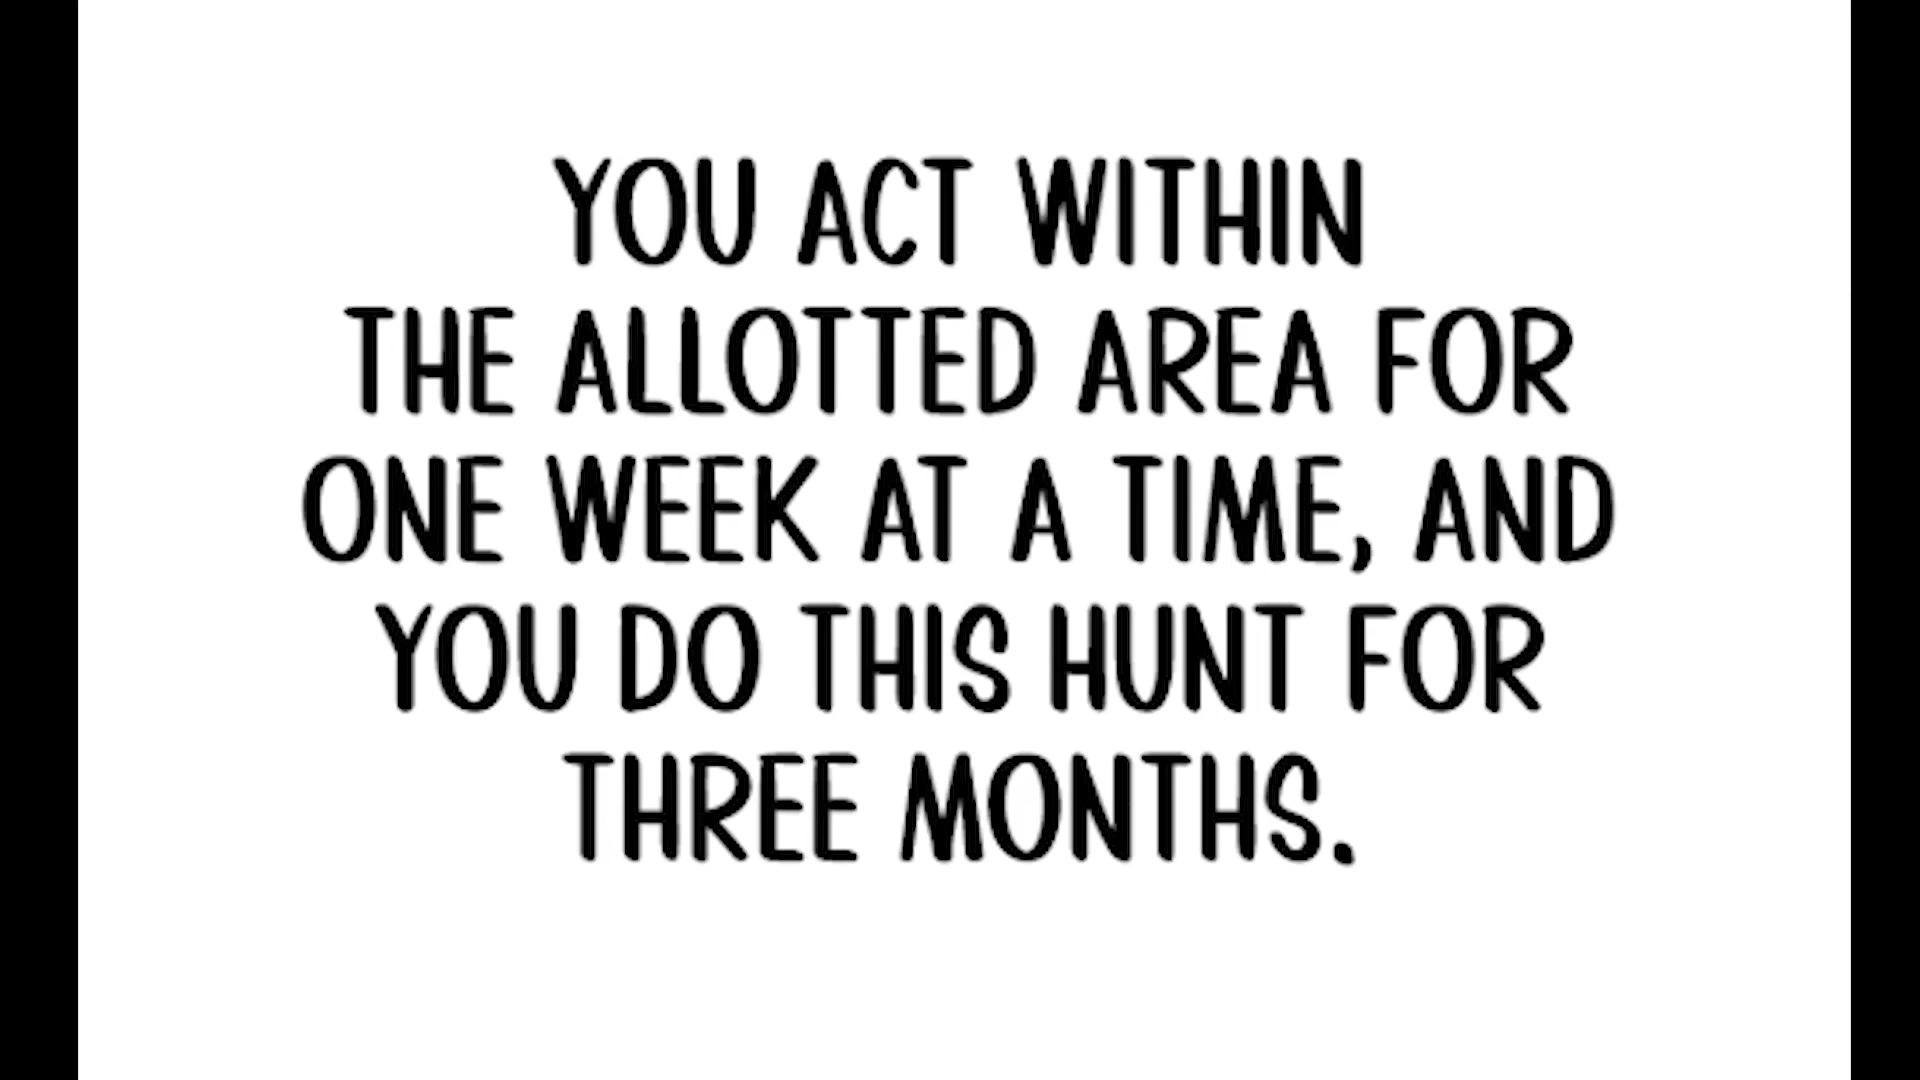 YOU ACT WITHIN
THE ALLOTTED AREA FOR
ONE WEEK AT A TIME, AND
YOU DO THIS HUNT FOR
THREE MONTHS.